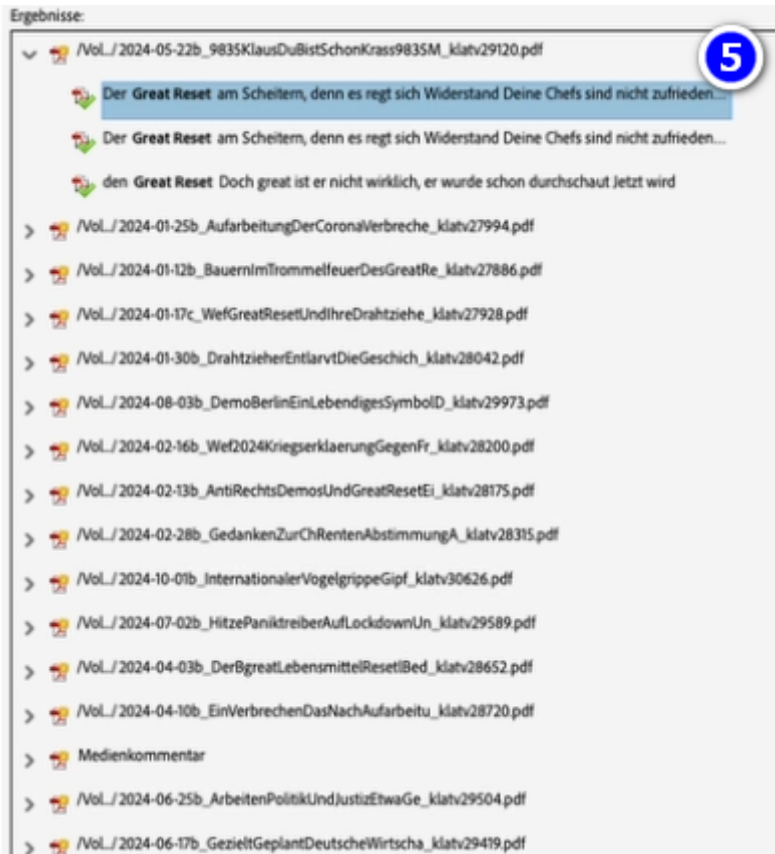 Ergebnisse:
5
/Vol../ 2024-05-22b_9835KlausDuBistSchonKrass9835M_klatv29120.pdf
Der Great Reset am Scheitern, denn es regt sich Widerstand Deine Chefs sind nicht zufrieden...
Der Great Reset am Scheitern, denn es regt sich Widerstand Deine Chefs sind nicht zufrieden...
den Great Reset Doch great ist er nicht wirklich, er wurde schon durchschaut Jetzt wird
/Vol../ 2024-01-25b_AufarbeitungDerCoronaVerbreche_klatv27994.pdf
/Vol../ 2024-01-12b_BauernImTrommelfeuerDesGreatRe_klatv27886.pdf
/Vol../ 2024-01-17c_WefGreatResetUndIhreDrahtziehe_klatv27928.pdf
/Vol../ 2024-01-30b_DrahtzieherEntlarvtDieGeschich_klatv28042.pdf
/Vol../ 2024-08-03b_DemoBerlinEinLebendigesSymbolD_klatv29973.pdf
/Vol../ 2024-02-16b_Wef2024KriegserklaerungGegenFr_klatv28200.pdf
/Vol../ 2024-02-13b_AntiRechtsDemosUndGreatResetEi_klatv28175.pdf
/Vol../ 2024-02-28b_GedankenZurChRentenAbstimmungA_klatv28315.pdf
/Vol../ 2024-10-01b_InternationalerVogelgrippeGipf_klatv30626.pdf
/Vol../ 2024-07-02b_HitzePaniktreiberAufLockdownUn_klatv29589.pdf
/Vol../ 2024-04-03b_DerBgreatLebensmittelResetlBed_klatv28652.pdf
/Vol../ 2024-04-10b_EinVerbrechenDasNachAufarbeitu_klatv28720.pdf
Medienkommentar
/Vol../ 2024-06-25b_ArbeitenPolitikUndJustizEtwaGe_klatv29504.pdf
/Vol../ 2024-06-17b_GezieltGeplantDeutscheWirtscha_klatv29419.pdf